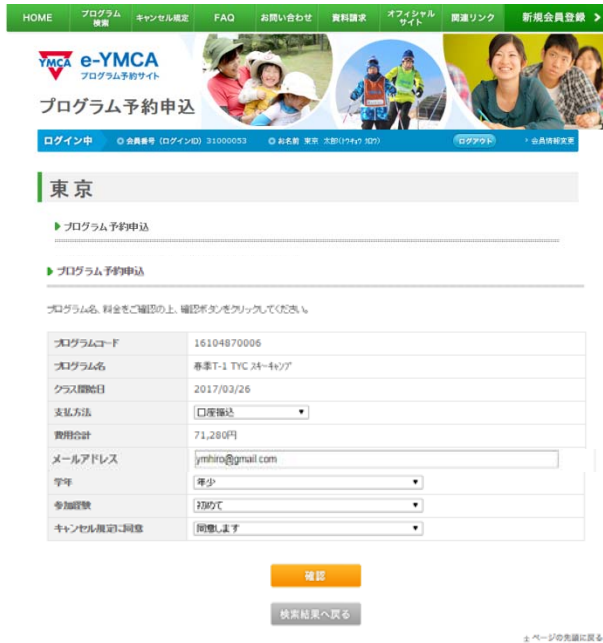 HOME プログラム検索 キャンセル規定 FAQ お問い合わせ 資料請求 オフィシャルサイト 関連リンク 新規会員登録 >
YMCA e-YMCA
プログラム予約サイト
プログラム予約申込
ログイン中 会員番号 (ログインID) 31000053 お名前 東京 太郎(トウキョウ タロウ) ログアウト 会員情報変更
東京
プログラム予約申込
プログラム予約申込
プログラム名、料金をご確認の上、確認ボタンをクリックしてください。
プログラムコード 16104870006
プログラム名 春季T-1 TYC スキーキャンプ
クラス開始日 2017/03/26
支払方法 口座振込
費用合計 71,280円
メールアドレス ymhiro@gmail.com
学年 年少
参加経験 初めて
キャンセル規定に同意 同意します
確認
検索結果へ戻る
ページの先頭に戻る